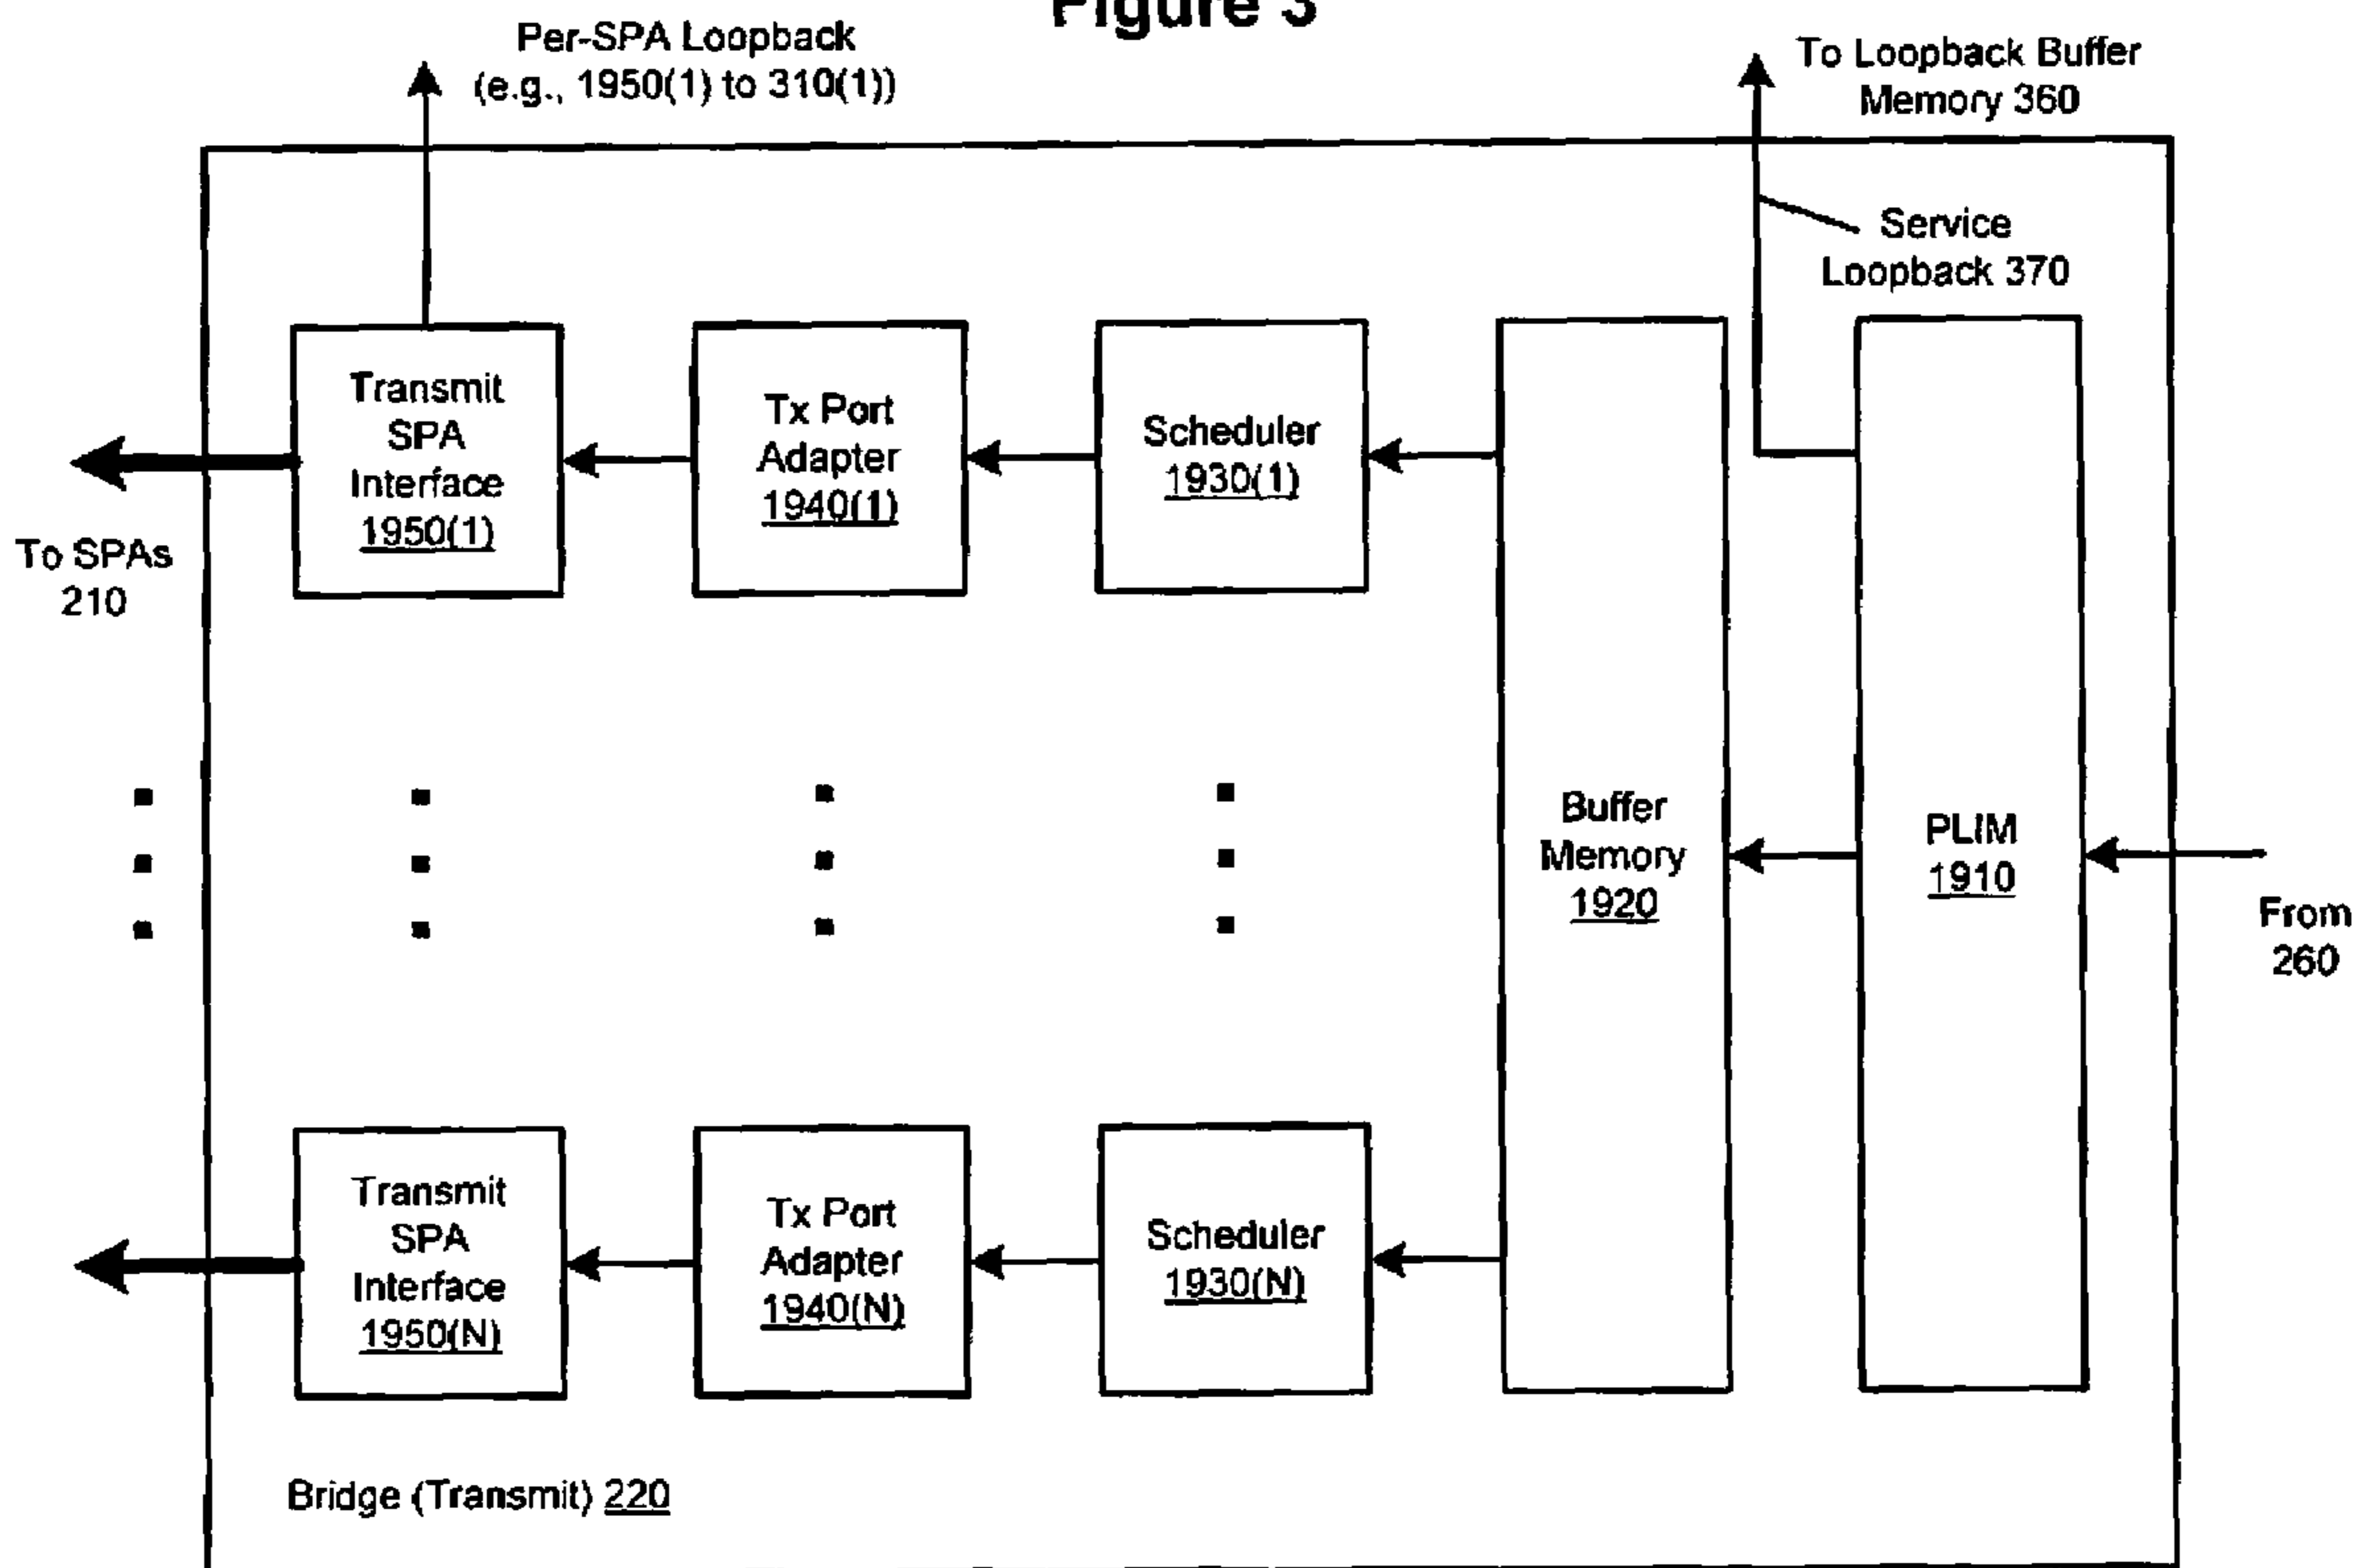 Figure 3
Per-SPA Loopback
(e.g., 1950(1) to 310(1))
To Loopback Buffer
Memory 360
Service
Loopback 370
Transmit
SPA
Interface
1950(1)
Tx Port
Adapter
1940(1)
Scheduler
1930(1)
To SPAs
210
Buffer
Memory
1920
PLIM
1910
From
260
Transmit
SPA
Interface
1950(N)
Tx Port
Adapter
1940(N)
Scheduler
1930(N)
Bridge (Transmit) 220